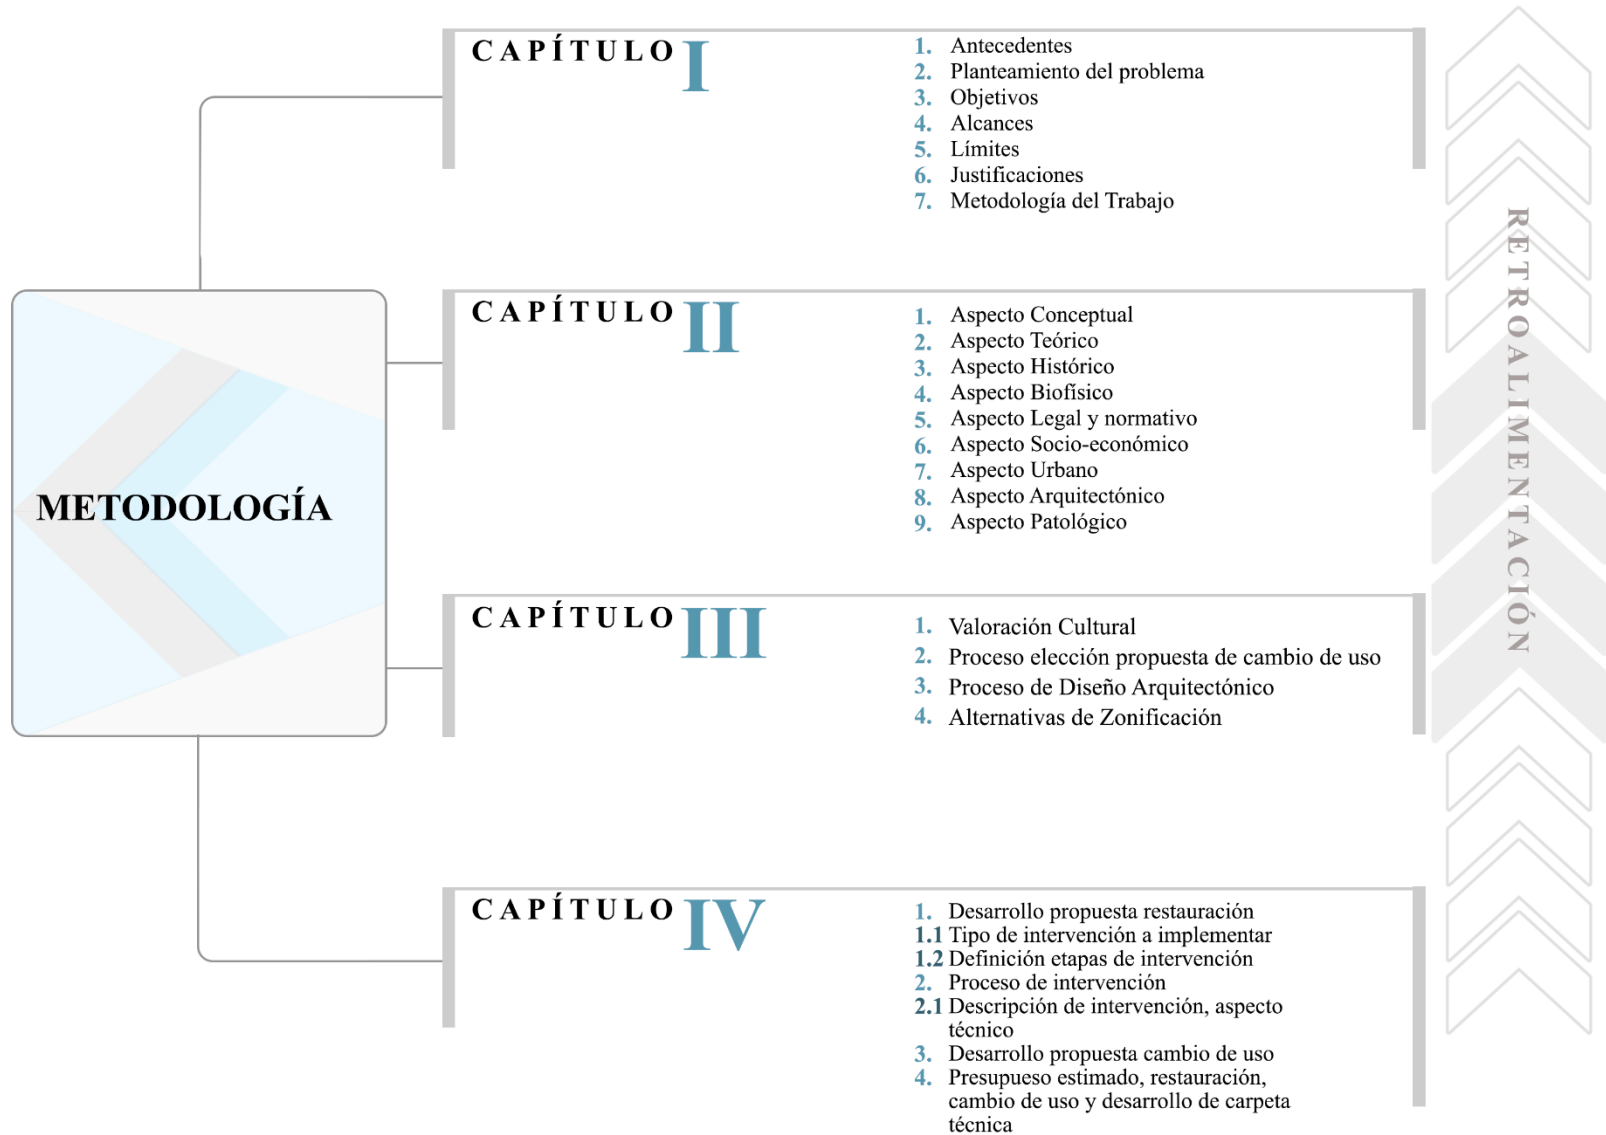 METODOLOGÍA
CAPÍTULO I
1. Antecedentes
2. Planteamiento del problema
3. Objetivos
4. Alcances
5. Límites
6. Justificaciones
7. Metodología del Trabajo
CAPÍTULO II
1. Aspecto Conceptual
2. Aspecto Teórico
3. Aspecto Histórico
4. Aspecto Biofísico
5. Aspecto Legal y normativo
6. Aspecto Socio-económico
7. Aspecto Urbano
8. Aspecto Arquitectónico
9. Aspecto Patológico
CAPÍTULO III
1. Valoración Cultural
2. Proceso elección propuesta de cambio de uso
3. Proceso de Diseño Arquitectónico
4. Alternativas de Zonificación
CAPÍTULO IV
1. Desarrollo propuesta restauración
1.1 Tipo de intervención a implementar
1.2 Definición etapas de intervención
2. Proceso de intervención
2.1 Descripción de intervención, aspecto
técnico
3. Desarrollo propuesta cambio de uso
4. Presupueso estimado, restauración,
cambio de uso y desarrollo de carpeta
técnica
RETROALIMENTACIÓN